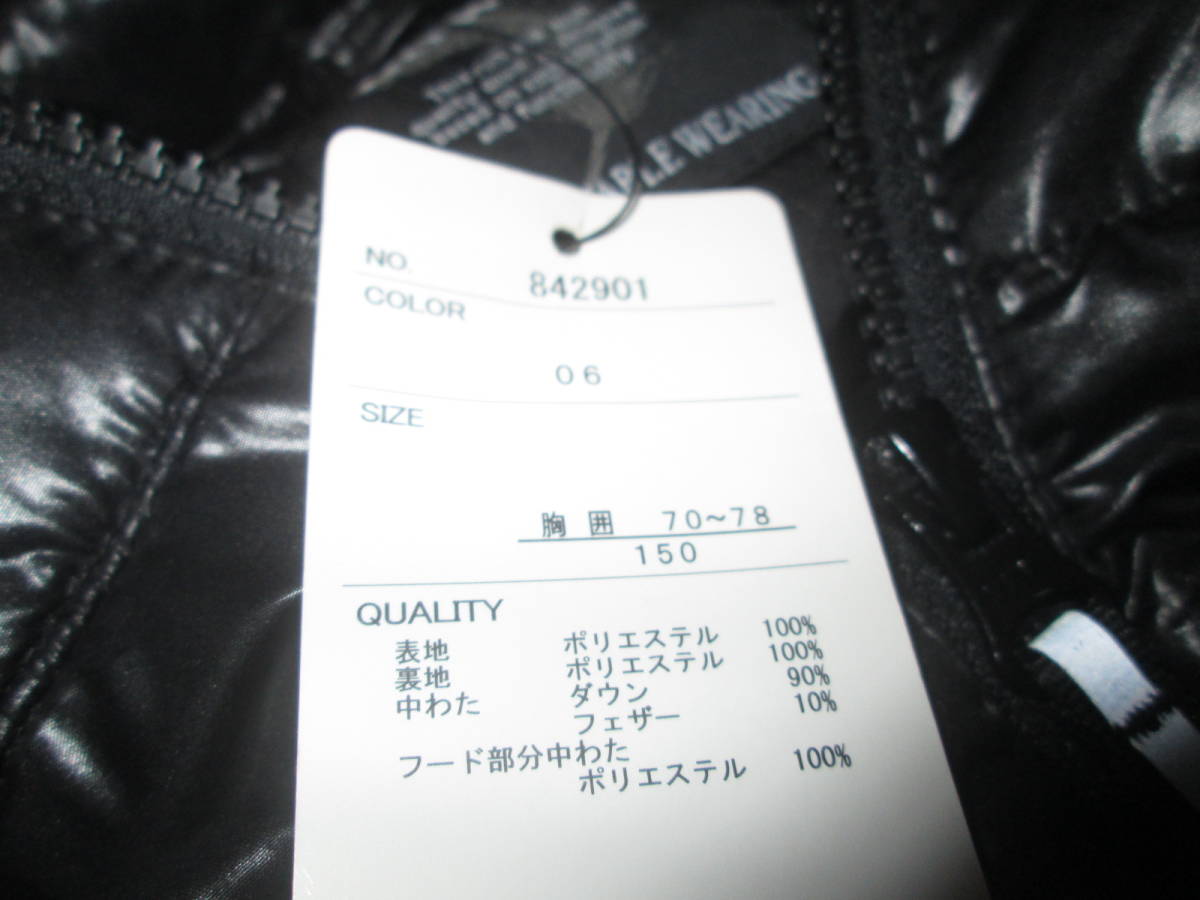 WEARING
NO. 842901
COLOR
06
SIZE
胸囲 70~78
150
QUALITY
表地 ポリエステル 100%
裏地 ポリエステル 100%
中わた ダウン 90%
フェザー 10%
フード部分中わた
ポリエステル 100%